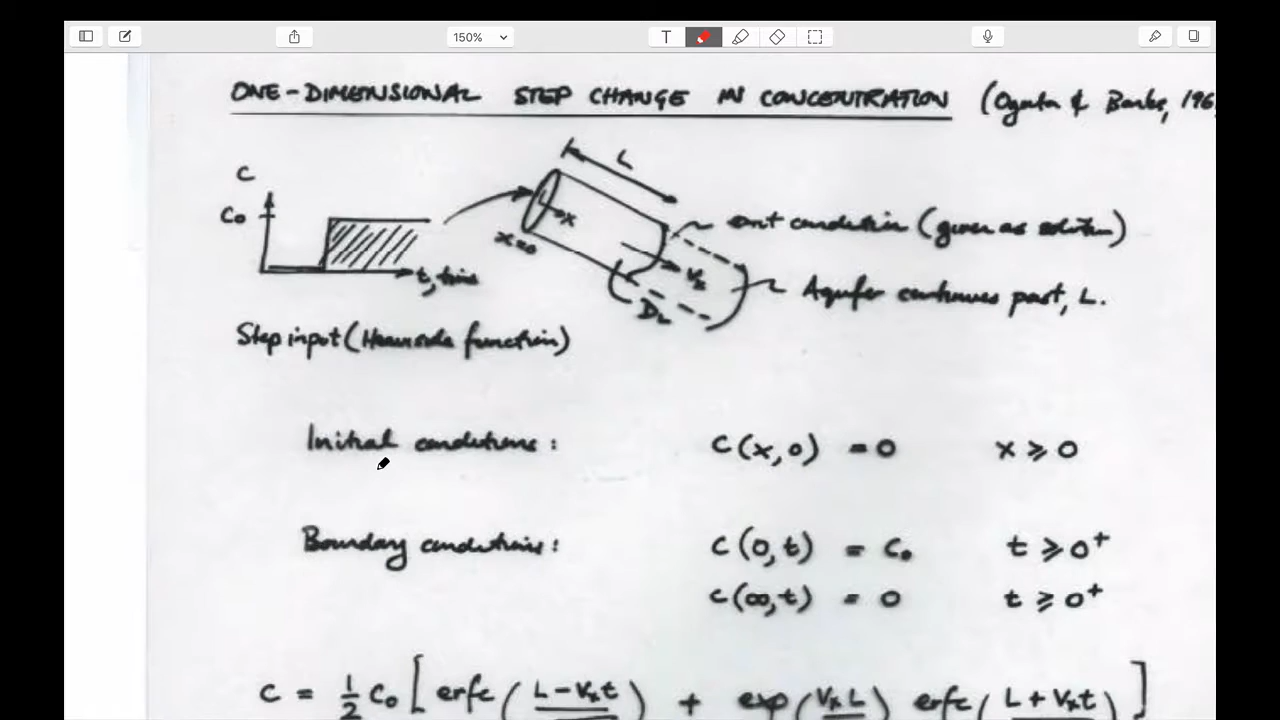 150%
T
ONE-DIMENSIONAL STEP CHANGE IN CONCENTRATION (Ogata & Banks, 196
C
C₀
t, time
L
x
x=0
Vx
DL
exit condition (given as solution)
Aquifer continues past, L.
Step input (Heaviside function)
Initial conditions: C(x,0) = 0 x ⩾ 0
Boundary conditions: C(0,t) = C₀ t ⩾ 0⁺
C(∞,t) = 0 t ⩾ 0⁺
C = 1/2 C₀ [ erfc ( L - Vxt ) + exp ( Vx L ) erfc ( L + Vxt ) ]